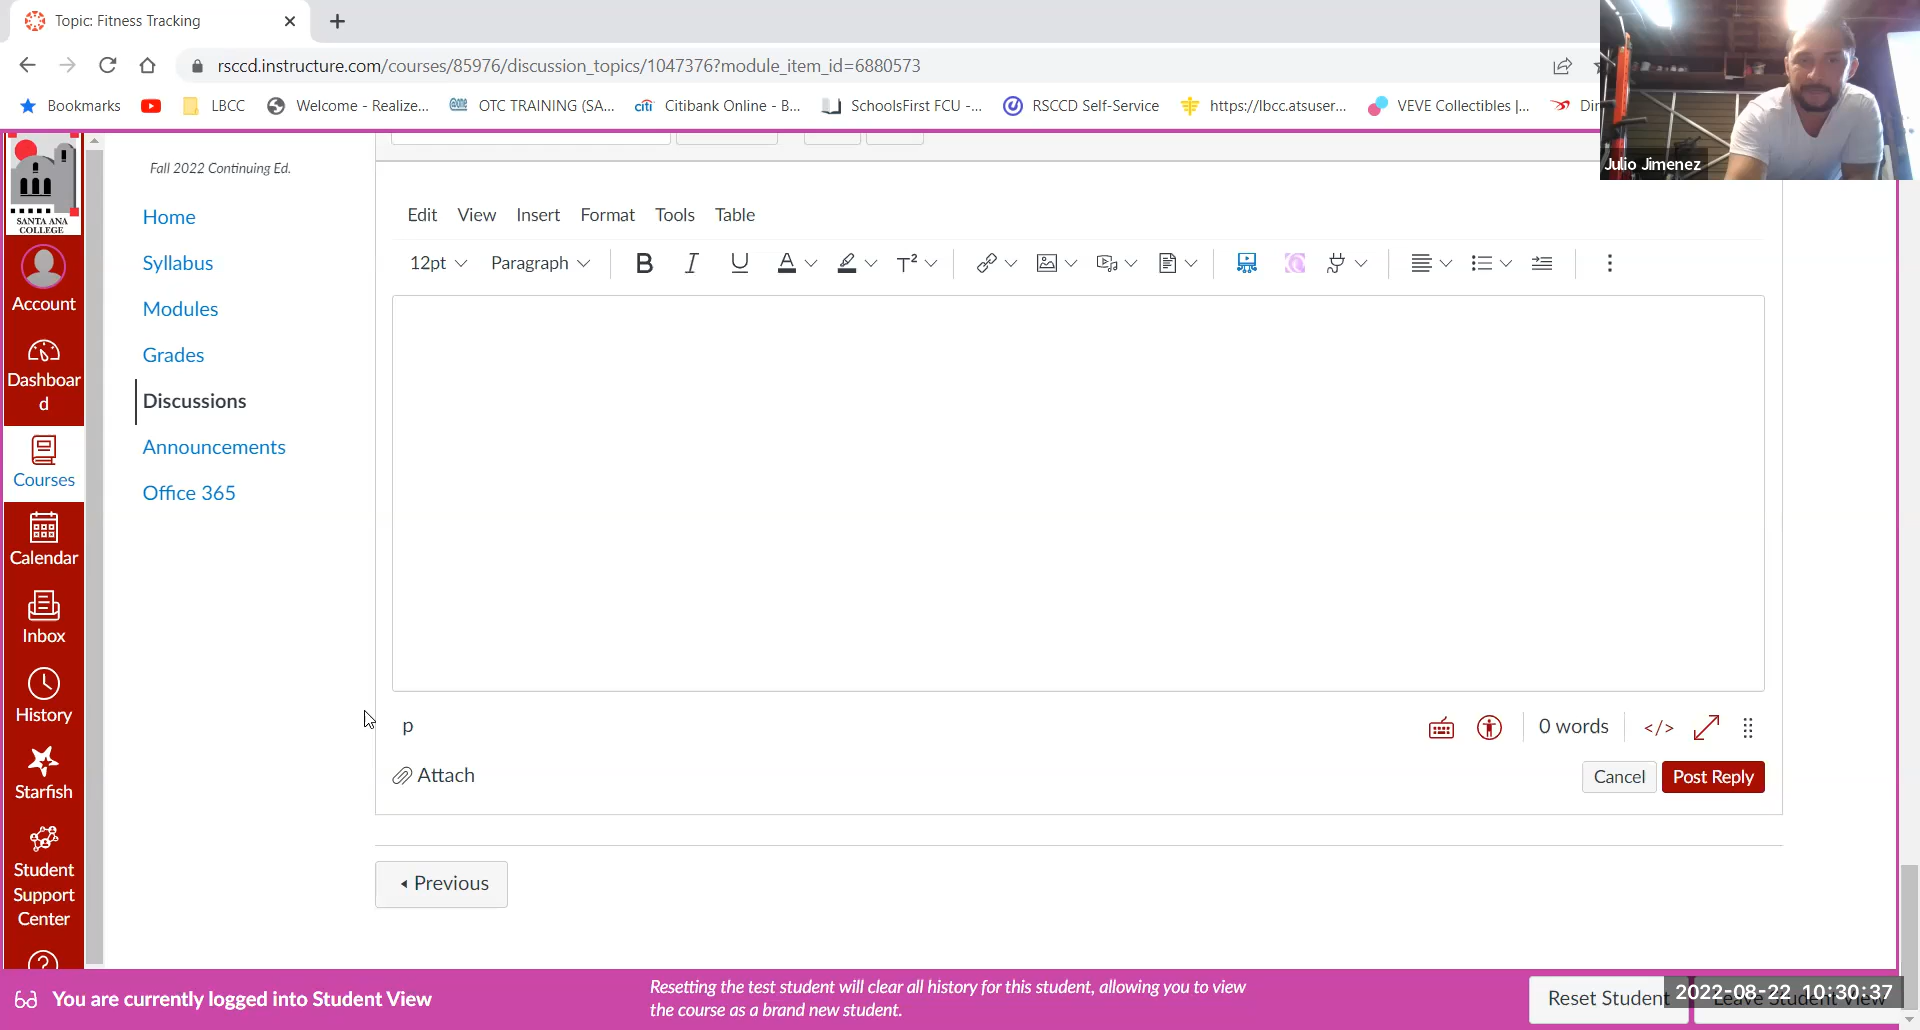 Topic: Fitness Tracking
rsccd.instructure.com/courses/85976/discussion_topics/1047376?module_item_id=6880573
Bookmarks LBCC Welcome - Realize... OTC TRAINING (SA... citi Citibank Online - B... SchoolsFirst FCU -... RSCCD Self-Service https://lbcc.atsuser... VEVE Collectibles |...
Julio Jimenez
SANTA ANA
COLLEGE
Account
Dashboar
d
Courses
Calendar
Inbox
History
Starfish
Student
Support
Center
Fall 2022 Continuing Ed.
Home
Syllabus
Modules
Grades
Discussions
Announcements
Office 365
Edit View Insert Format Tools Table
12pt Paragraph B I U A T²
p
0 words </>
Attach
Cancel Post Reply
Previous
You are currently logged into Student View
Resetting the test student will clear all history for this student, allowing you to view
the course as a brand new student.
Reset Student
Leave Student View
2022-08-22 10:30:37